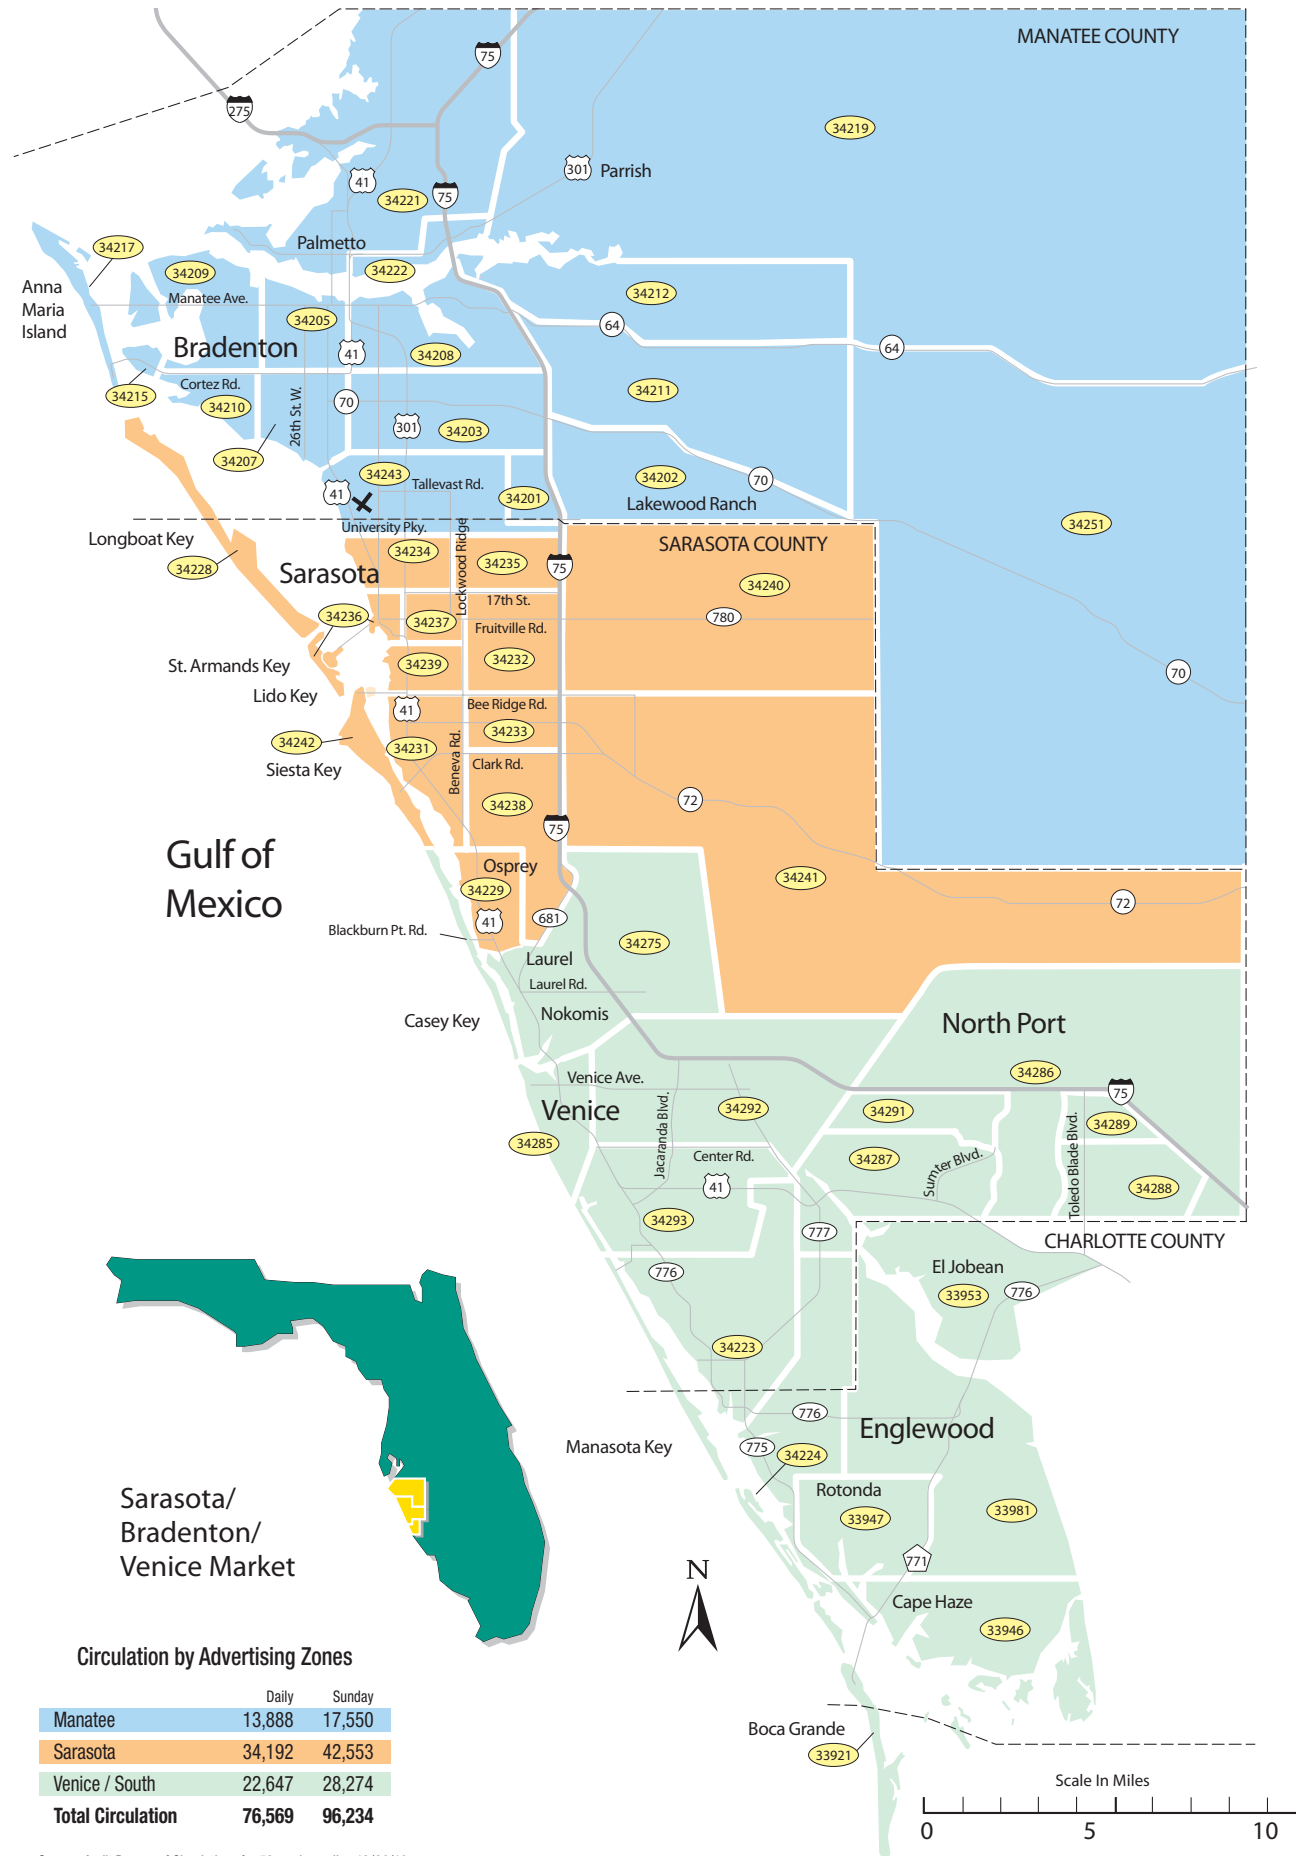 MANATEE COUNTY
75
275
34219
301
Parrish
41
34221
75
34217
Palmetto
34209
34222
Anna
Maria
Island
Manatee Ave.
34212
34205
64
64
Bradenton
41
34208
34215
Cortez Rd.
34211
34210
70
26th St. W.
301
34203
34207
34243
34202
70
Tallevast Rd.
41
34201
Lakewood Ranch
34251
University Pky.
Longboat Key
SARASOTA COUNTY
34234
Lockwood Ridge
34235
75
34228
Sarasota
34240
17th St.
34236
34237
780
Fruitville Rd.
34239
34232
St. Armands Key
70
Lido Key
41
Bee Ridge Rd.
34233
34242
34231
Beneva Rd.
Siesta Key
Clark Rd.
72
34238
75
Gulf of
Mexico
Osprey
34241
34229
72
41
681
Blackburn Pt. Rd.
34275
Laurel
Laurel Rd.
Casey Key
Nokomis
North Port
34286
Venice Ave.
75
Venice
34292
34291
34289
Jacaranda Blvd.
Toledo Blade Blvd.
34285
Center Rd.
34287
Sumter Blvd.
41
34288
34293
777
CHARLOTTE COUNTY
776
El Jobean
33953
776
34223
776
Englewood
Manasota Key
775
34224
Rotonda
33947
33981
Sarasota/
Bradenton/
Venice Market
771
N
Cape Haze
33946
Circulation by Advertising Zones
Daily Sunday
Manatee 13,888 17,550
Sarasota 34,192 42,553
Venice / South 22,647 28,274
Total Circulation 76,569 96,234
Boca Grande
33921
Scale In Miles
0 5 10